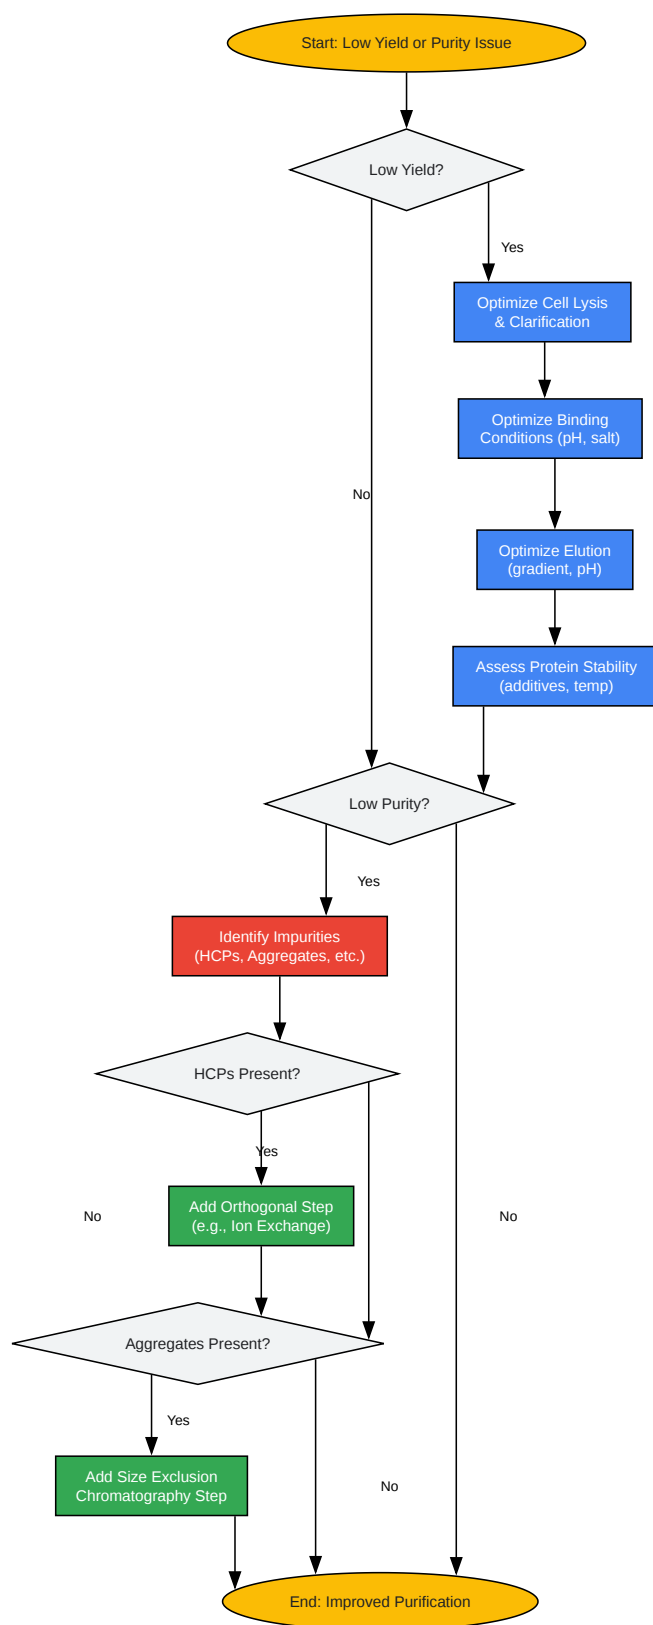 Start: Low Yield or Purity Issue
Low Yield?
Yes
Optimize Cell Lysis
& Clarification
Optimize Binding
Conditions (pH, salt)
No
Optimize Elution
(gradient, pH)
Assess Protein Stability
(additives, temp)
Low Purity?
Yes
Identify Impurities
(HCPs, Aggregates, etc.)
HCPs Present?
Yes
Add Orthogonal Step
(e.g., Ion Exchange)
No
No
Aggregates Present?
Yes
Add Size Exclusion
Chromatography Step
No
End: Improved Purification